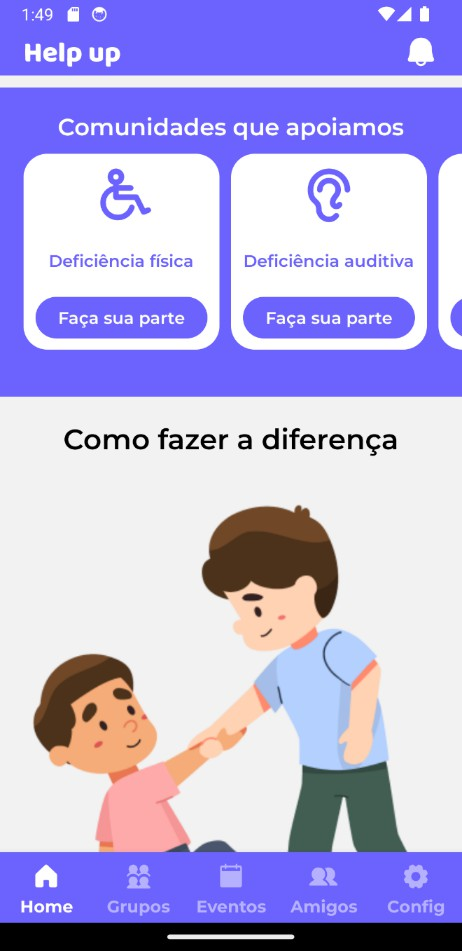 1:49
Help up
Comunidades que apoiamos
Deficiência física
Deficiência auditiva
Faça sua parte
Faça sua parte
Como fazer a diferença
Home
Grupos
Eventos
Amigos
Config